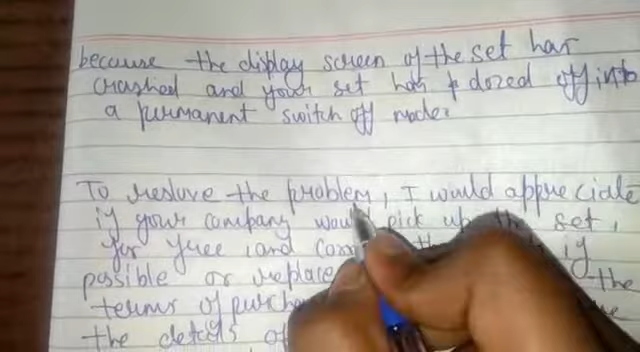 because the display screen of the set has
crashed and your set has dozed off into
a permanent switch off mode.
To resolve the problem, I would appreciate
if your company would pick up the set,
for free, and if
possible or replace the
terms of
the details of